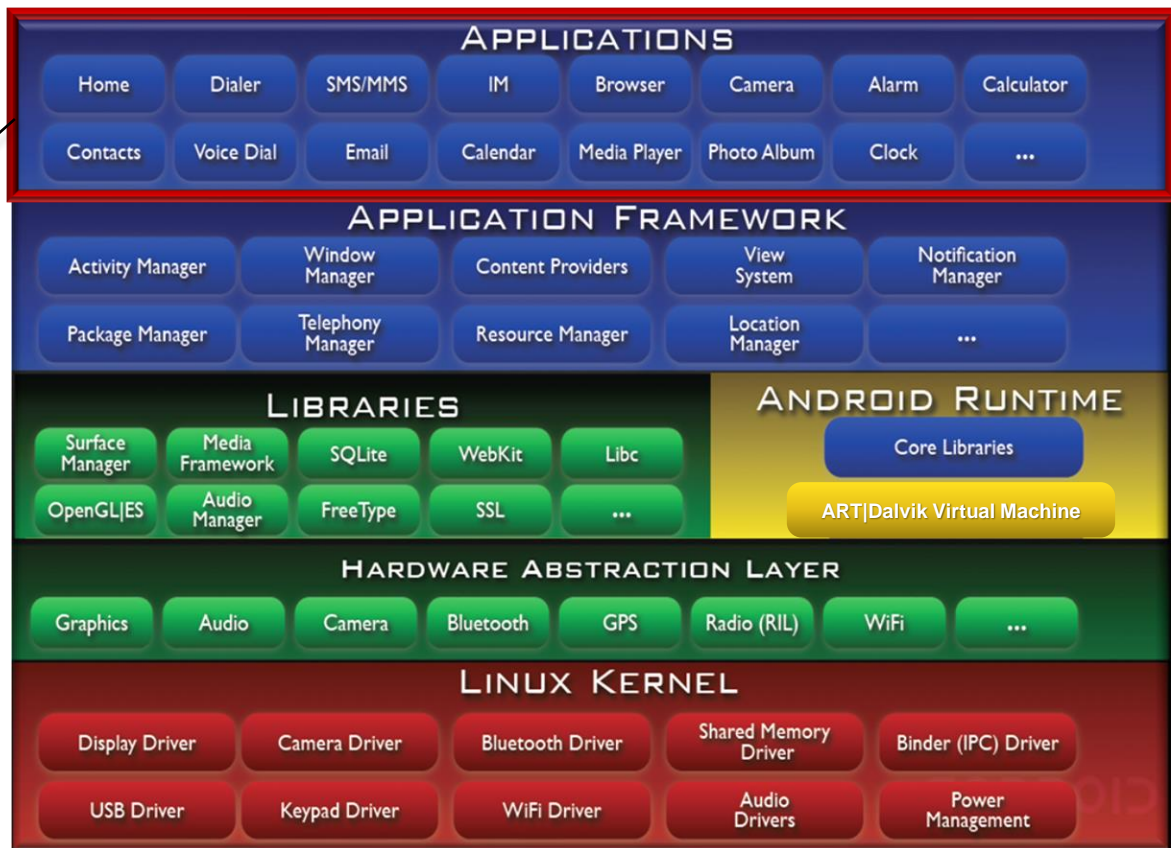 APPLICATIONS
Home Dialer SMS/MMS IM Browser Camera Alarm Calculator
Contacts Voice Dial Email Calendar Media Player Photo Album Clock ...
APPLICATION FRAMEWORK
Activity Manager Window Manager Content Providers View System Notification Manager
Package Manager Telephony Manager Resource Manager Location Manager ...
LIBRARIES
Surface Manager Media Framework SQLite WebKit Libc
OpenGL|ES Audio Manager FreeType SSL ...
ANDROID RUNTIME
Core Libraries
ART|Dalvik Virtual Machine
HARDWARE ABSTRACTION LAYER
Graphics Audio Camera Bluetooth GPS Radio (RIL) WiFi ...
LINUX KERNEL
Display Driver Camera Driver Bluetooth Driver Shared Memory Driver Binder (IPC) Driver
USB Driver Keypad Driver WiFi Driver Audio Drivers Power Management